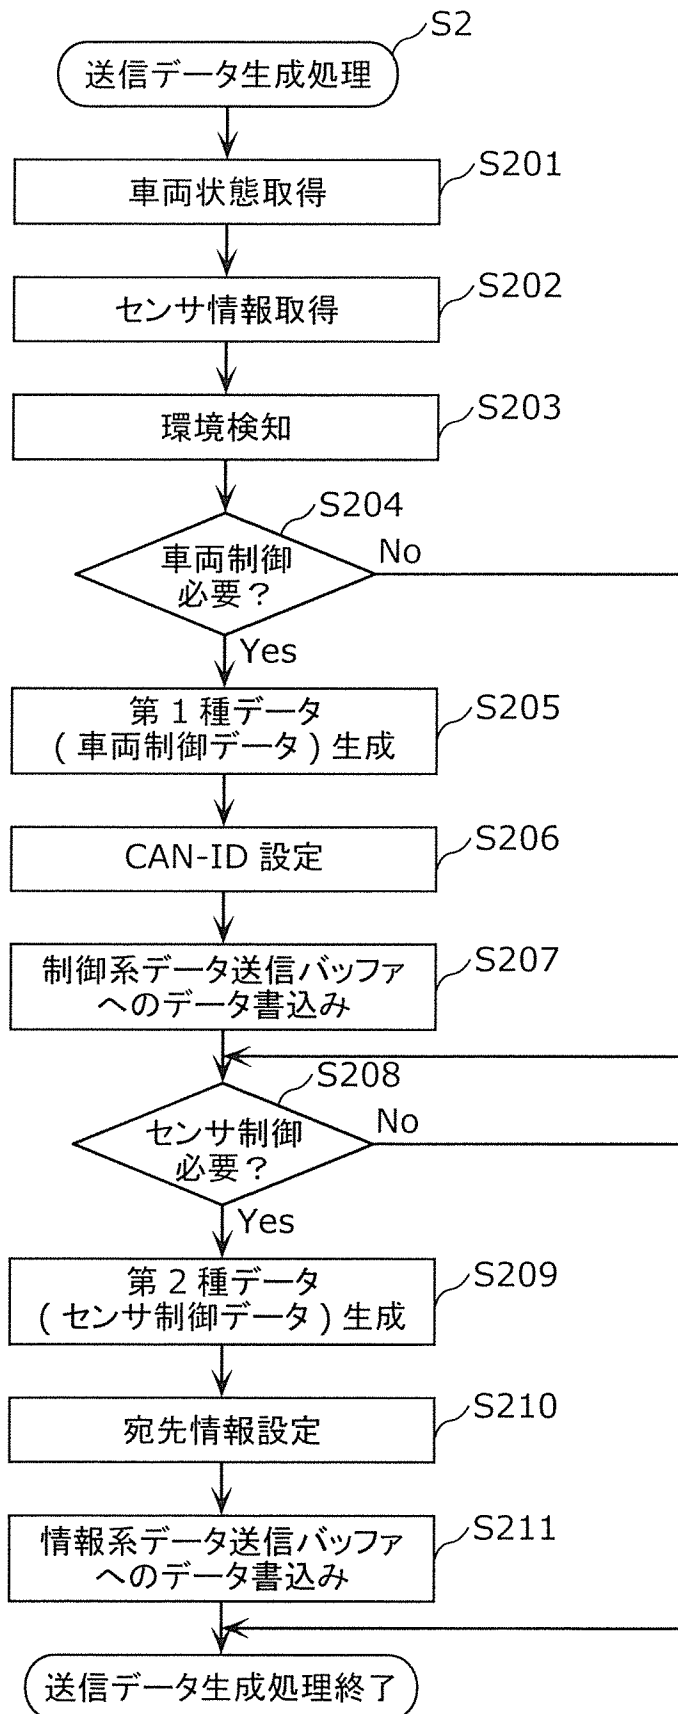 S2
送信データ生成処理
S201
車両状態取得
S202
センサ情報取得
S203
環境検知
S204
車両制御
必要？
No
Yes
S205
第1種データ
(車両制御データ)生成
S206
CAN-ID 設定
S207
制御系データ送信バッファ
へのデータ書込み
S208
センサ制御
必要？
No
Yes
S209
第2種データ
(センサ制御データ)生成
S210
宛先情報設定
S211
情報系データ送信バッファ
へのデータ書込み
送信データ生成処理終了